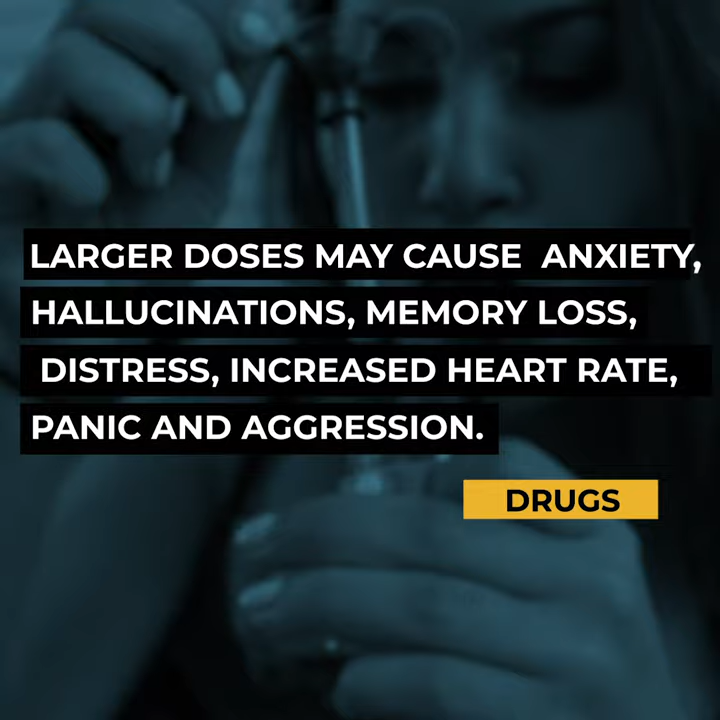 LARGER DOSES MAY CAUSE ANXIETY,
HALLUCINATIONS, MEMORY LOSS,
DISTRESS, INCREASED HEART RATE,
PANIC AND AGGRESSION.
DRUGS